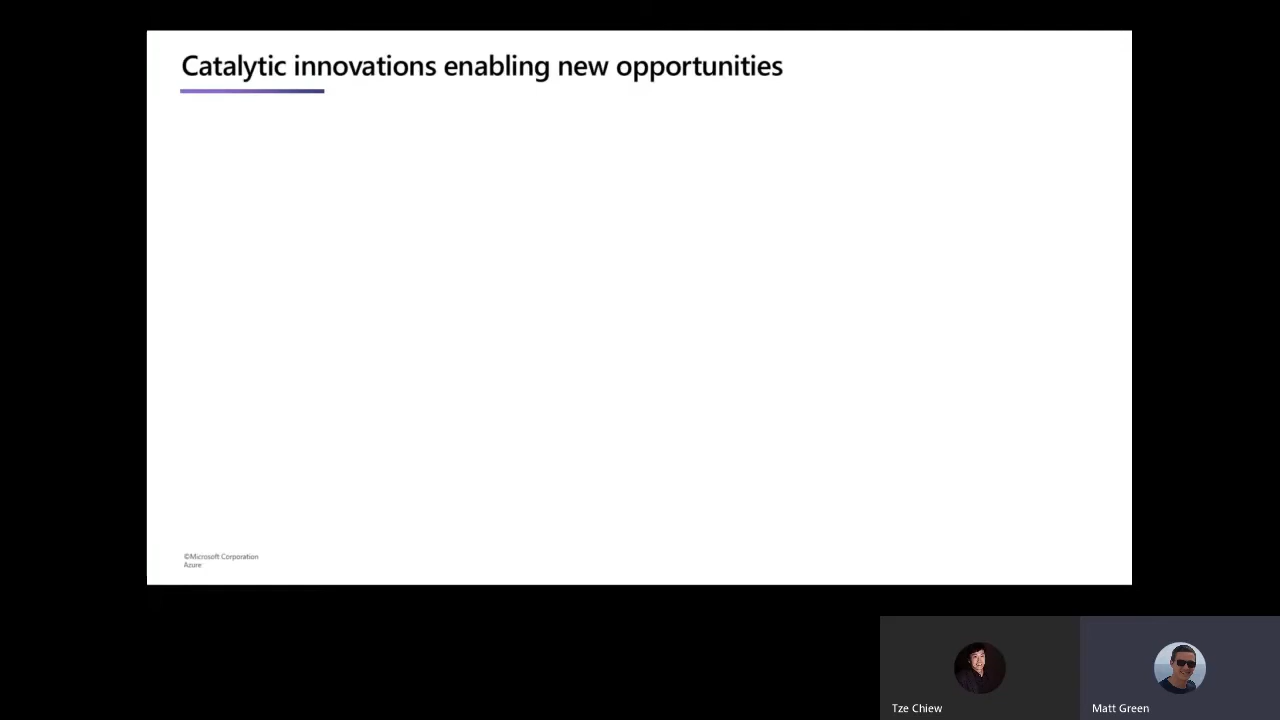 Catalytic innovations enabling new opportunities
©Microsoft Corporation
Azure
Tze Chiew
Matt Green